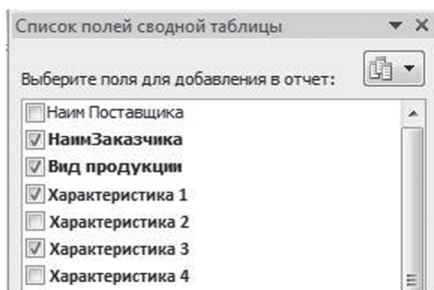 Список полей сводной таблицы
Выберите поля для добавления в отчет:
Наим Поставщика
НаимЗаказчика
Вид продукции
Характеристика 1
Характеристика 2
Характеристика 3
Характеристика 4